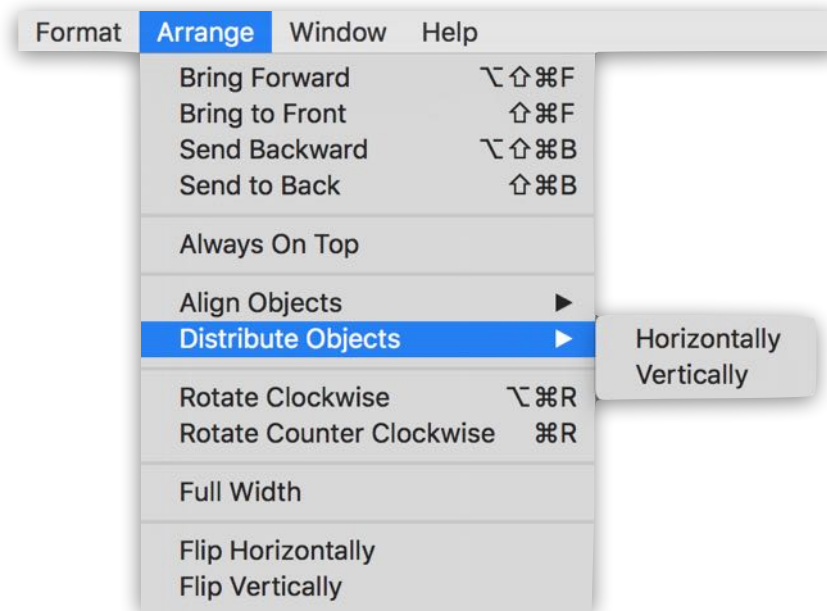 Format Arrange Window Help
Bring Forward ⌥⇧⌘F
Bring to Front ⇧⌘F
Send Backward ⌥⇧⌘B
Send to Back ⇧⌘B
Always On Top
Align Objects ▶
Distribute Objects ▶
Horizontally
Vertically
Rotate Clockwise ⌥⌘R
Rotate Counter Clockwise ⌘R
Full Width
Flip Horizontally
Flip Vertically